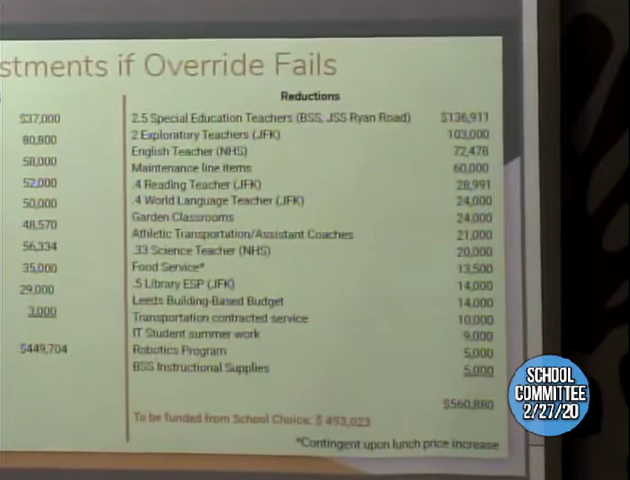 stments if Override Fails
Reductions
$37,000
80,800
58,000
52,000
50,000
48,570
56,334
35,000
29,000
3,000
$449,704
2.5 Special Education Teachers (BSS, JSS Ryan Road) $136,911
2 Exploratory Teachers (JFK) 103,000
English Teacher (NHS) 72,478
Maintenance line items 60,000
.4 Reading Teacher (JFK) 28,991
.4 World Language Teacher (JFK) 24,000
Garden Classrooms 24,000
Athletic Transportation/Assistant Coaches 21,000
.33 Science Teacher (NHS) 20,000
Food Service* 13,500
.5 Library ESP (JFK) 14,000
Leeds Building-Based Budget 14,000
Transportation contracted service 10,000
IT Student summer work 9,000
Robotics Program 5,000
BSS Instructional Supplies 5,000
$560,880
To be funded from School Choice: $ 493,023
*Contingent upon lunch price increase
SCHOOL
COMMITTEE
2/27/20